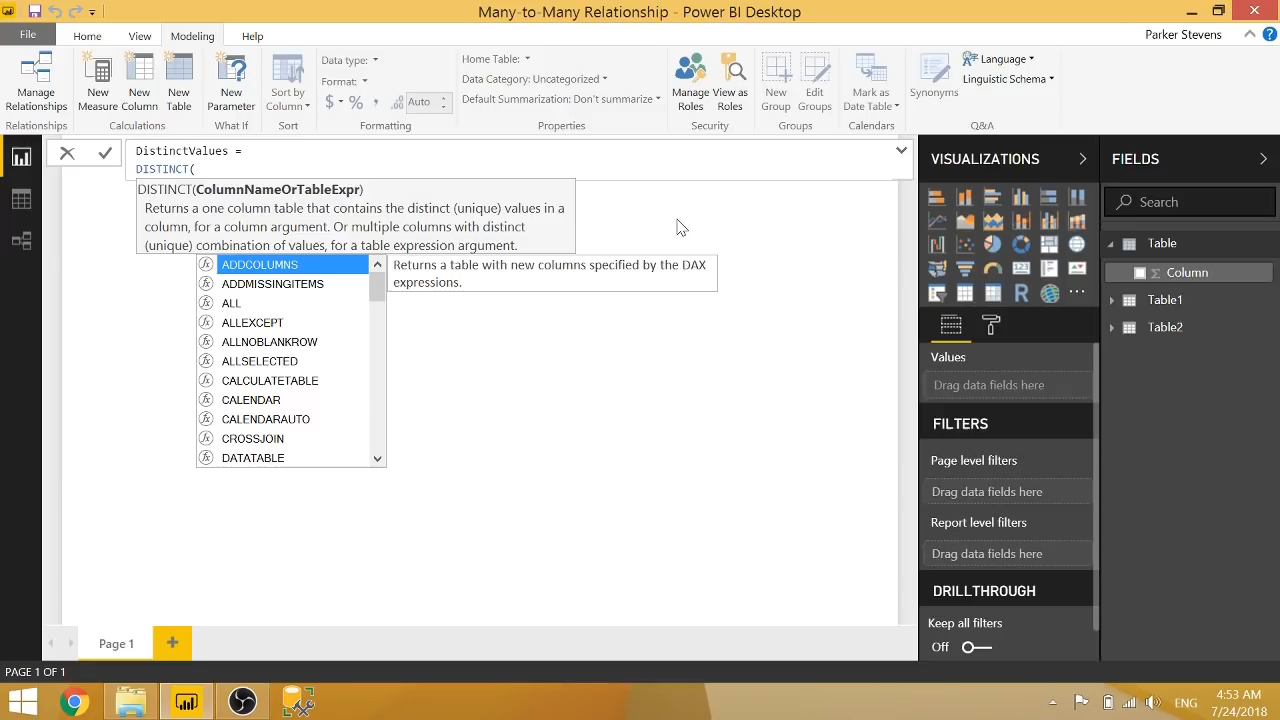 Many-to-Many Relationship - Power BI Desktop
File
Home
View
Modeling
Help
Parker Stevens
Manage Relationships
New Measure
New Column
New Table
New Parameter
Sort by Column
Data type:
Format:
$ % , Auto
Home Table:
Data Category: Uncategorized
Default Summarization: Don't summarize
Manage Roles
View as Roles
New Group
Edit Groups
Mark as Date Table
Synonyms
Language
Linguistic Schema
Relationships
Calculations
What If
Sort
Formatting
Properties
Security
Groups
Calendars
Q&A
DistinctValues =
DISTINCT(
DISTINCT(ColumnNameOrTableExpr)
Returns a one column table that contains the distinct (unique) values in a
column, for a column argument. Or multiple columns with distinct
(unique) combination of values, for a table expression argument.
ADDCOLUMNS
ADDMISSINGITEMS
ALL
ALLEXCEPT
ALLNOBLANKROW
ALLSELECTED
CALCULATETABLE
CALENDAR
CALENDARAUTO
CROSSJOIN
DATATABLE
Returns a table with new columns specified by the DAX
expressions.
VISUALIZATIONS
Values
Drag data fields here
FILTERS
Page level filters
Drag data fields here
Report level filters
Drag data fields here
DRILLTHROUGH
Keep all filters
Off
FIELDS
Search
Table
Column
Table1
Table2
Page 1
PAGE 1 OF 1
ENG
4:53 AM
7/24/2018